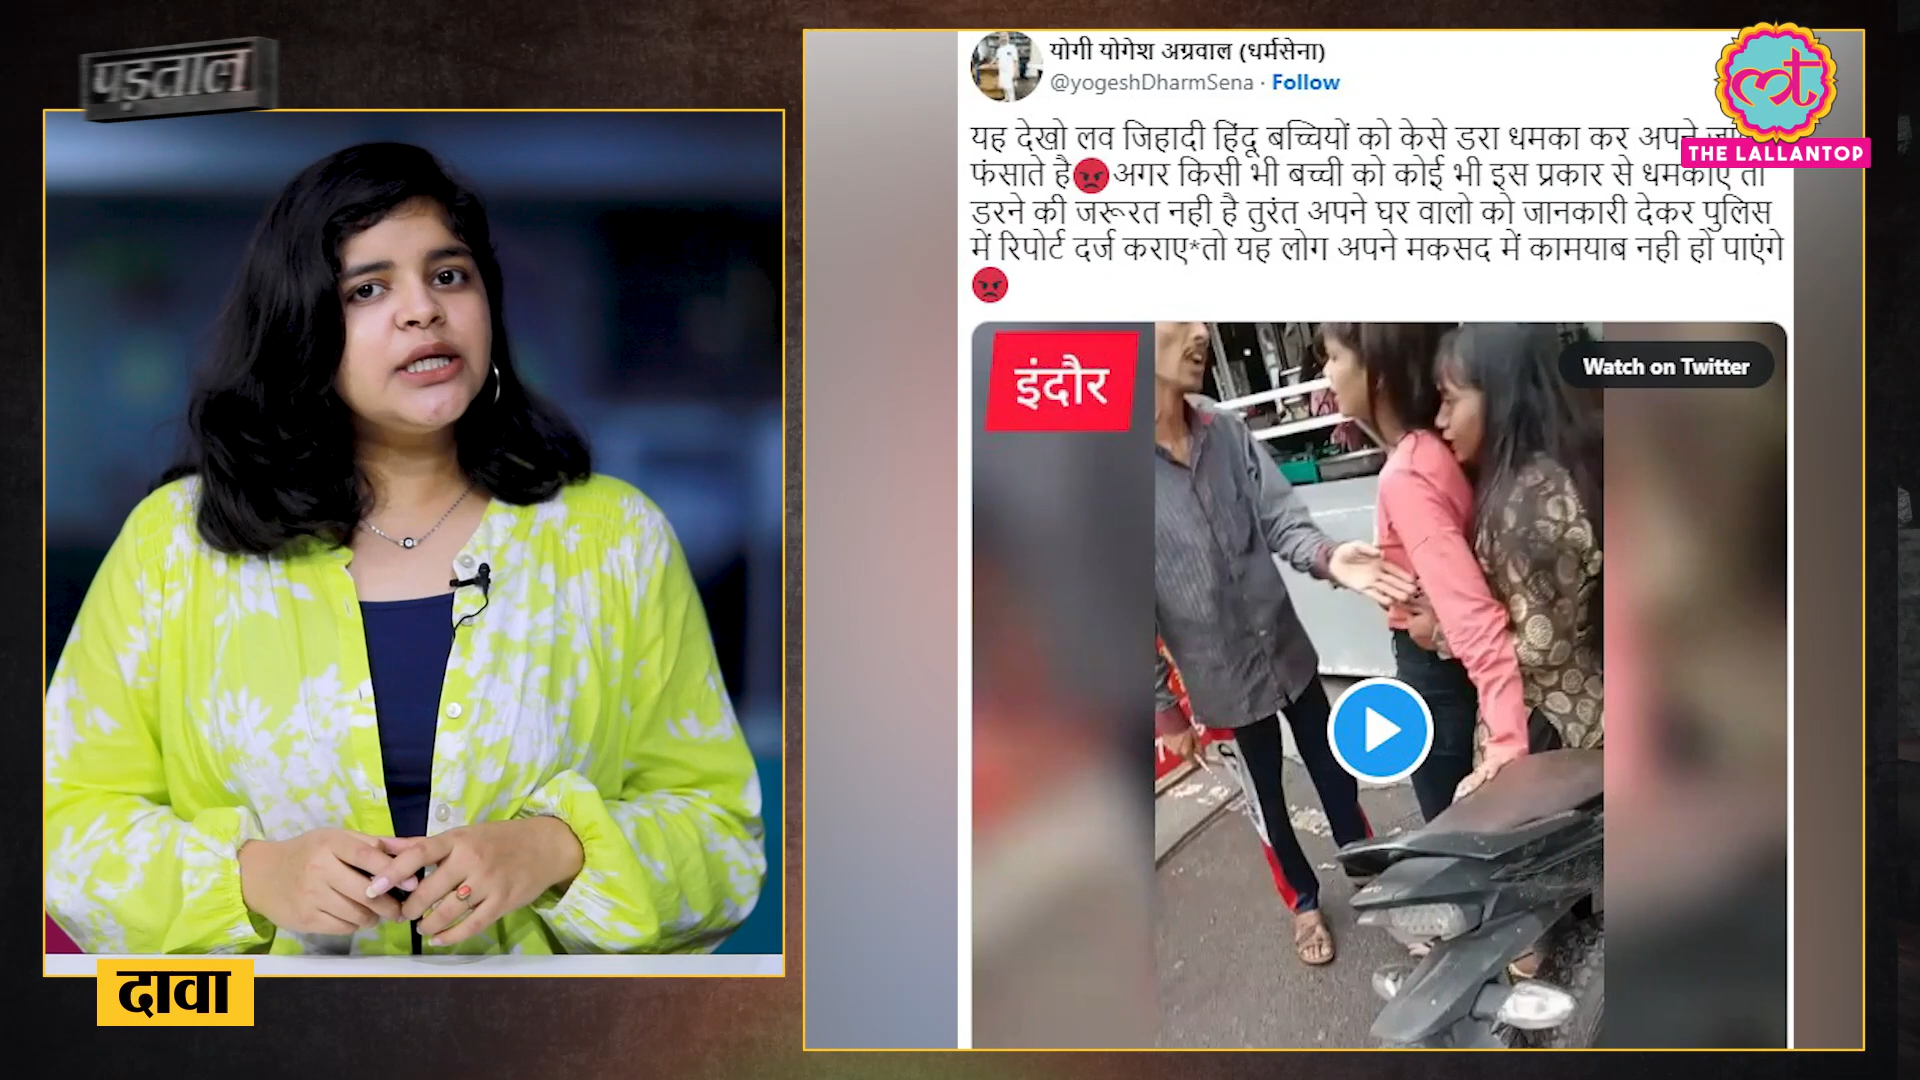 पड़ताल
योगी योगेश अग्रवाल (धर्मसेना)
@yogeshDharmSena · Follow
यह देखो लव जिहादी हिंदू बच्चियों को केसे डरा धमका कर अपने
फंसाते है😡अगर किसी भी बच्ची को कोई भी इस प्रकार से धमकाए तो
डरने की जरूरत नही है तुरंत अपने घर वालो को जानकारी देकर पुलिस
में रिपोर्ट दर्ज कराए*तो यह लोग अपने मकसद में कामयाब नही हो पाएंगे
😡
THE LALLANTOP
इंदौर
Watch on Twitter
दावा